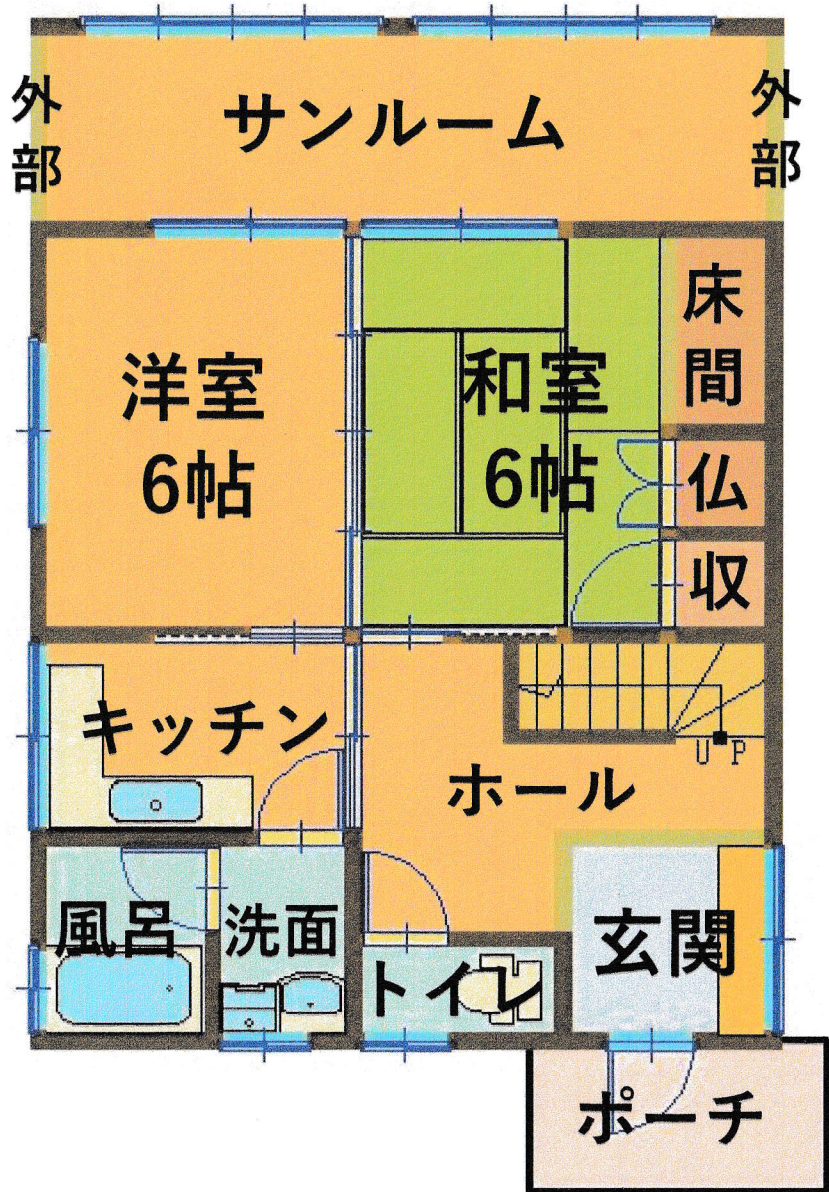 外部
サンルーム
外部
洋室
6帖
和室
6帖
床間
仏
収
キッチン
ホール
UP
風呂
洗面
トイレ
玄関
ポーチ